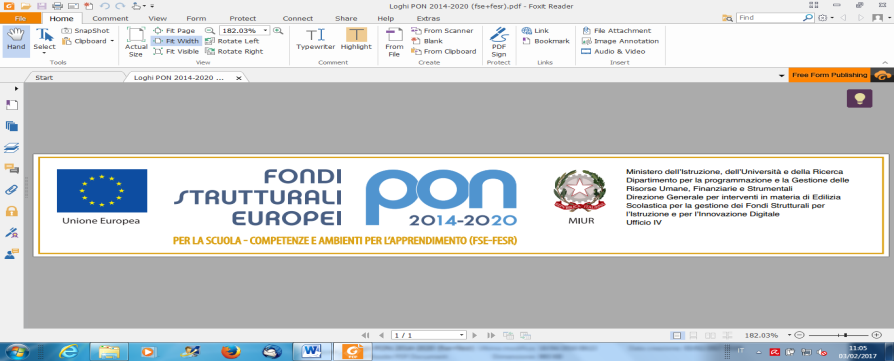 Loghi PON 2014-2020 (fse+fesr).pdf - Foxit Reader
File Home Comment View Form Protect Connect Share Help Extras Find
Hand Select SnapShot Clipboard Actual Size Fit Page Fit Width Fit Visible 182.03% Rotate Left Rotate Right Typewriter Highlight From File From Scanner Blank From Clipboard PDF Sign Link Bookmark File Attachment Image Annotation Audio & Video
Tools View Comment Create Protect Links Insert
Start Loghi PON 2014-2020 ... x Free Form Publishing
Unione Europea
FONDI
STRUTTURALI
EUROPEI
pon
2014-2020
PER LA SCUOLA - COMPETENZE E AMBIENTI PER L'APPRENDIMENTO (FSE-FESR)
MIUR
Ministero dell'Istruzione, dell'Università e della Ricerca
Dipartimento per la programmazione e la Gestione delle
Risorse Umane, Finanziarie e Strumentali
Direzione Generale per interventi in materia di Edilizia
Scolastica per la gestione dei Fondi Strutturali per
l'Istruzione e per l'Innovazione Digitale
Ufficio IV
1 / 1 182.03%
IT 11:05
03/02/2017